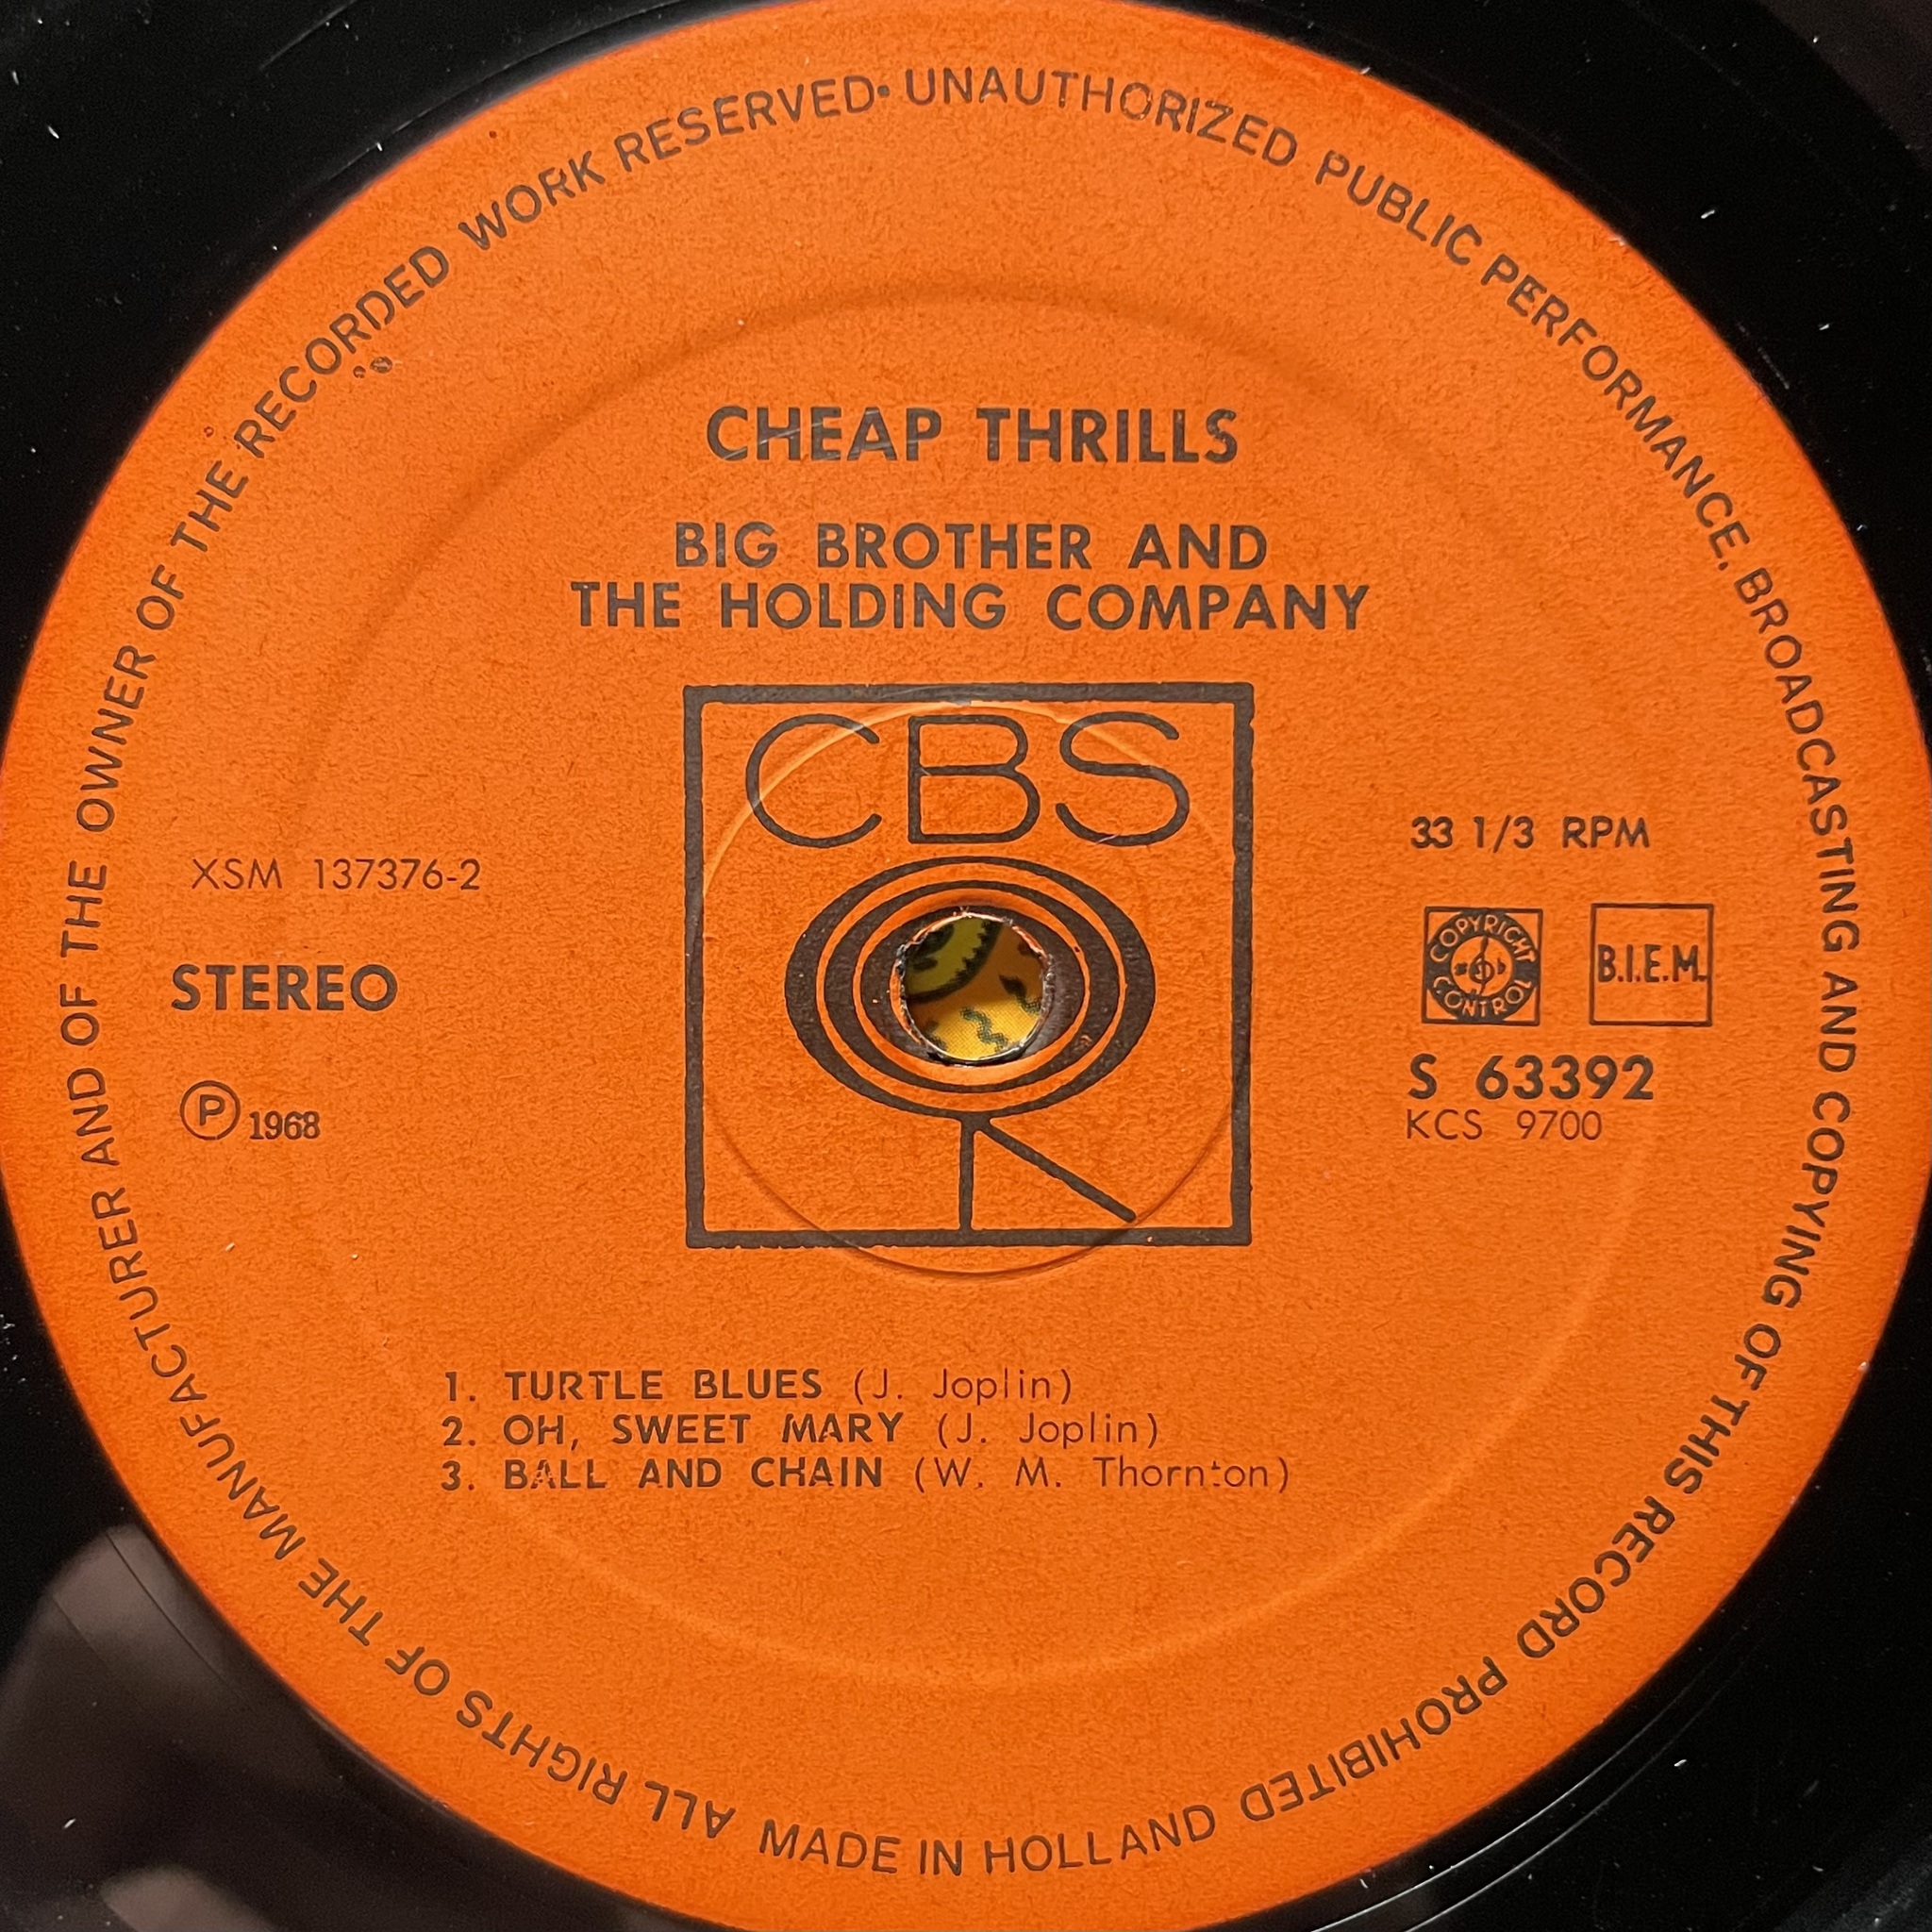 ALL RIGHTS OF THE MANUFACTURER AND OF THE OWNER OF THE RECORDED WORK RESERVED • UNAUTHORIZED PUBLIC PERFORMANCE, BROADCASTING AND COPYING OF THIS RECORD PROHIBITED
MADE IN HOLLAND
CHEAP THRILLS
BIG BROTHER AND
THE HOLDING COMPANY
CBS
XSM 137376-2
STEREO
℗ 1968
33 1/3 RPM
COPYRIGHT CONTROL
B.I.E.M.
S 63392
KCS 9700
1. TURTLE BLUES (J. Joplin)
2. OH, SWEET MARY (J. Joplin)
3. BALL AND CHAIN (W. M. Thornton)